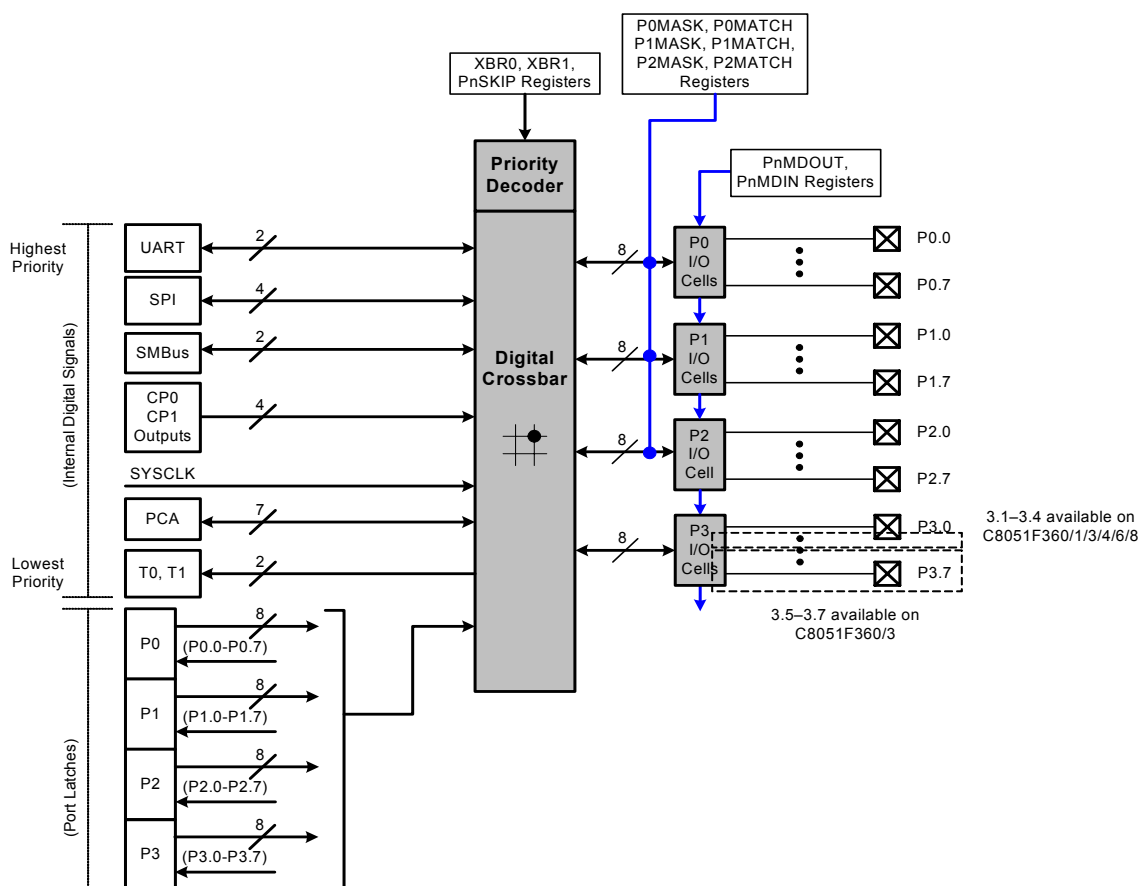 P0MASK, P0MATCH
P1MASK, P1MATCH,
P2MASK, P2MATCH
Registers
XBR0, XBR1,
PnSKIP Registers
Priority
Decoder
PnMDOUT,
PnMDIN Registers
Highest
Priority
(Internal Digital Signals)
UART
2
SPI
4
SMBus
2
CP0
CP1
Outputs
4
SYSCLK
PCA
7
Lowest
Priority
T0, T1
2
Digital
Crossbar
8
P0
I/O
Cells
P0.0
P0.7
8
P1
I/O
Cells
P1.0
P1.7
8
P2
I/O
Cell
P2.0
P2.7
8
P3
I/O
Cells
P3.0
P3.7
3.1–3.4 available on
C8051F360/1/3/4/6/8
3.5–3.7 available on
C8051F360/3
(Port Latches)
P0
8
(P0.0-P0.7)
P1
8
(P1.0-P1.7)
P2
8
(P2.0-P2.7)
P3
8
(P3.0-P3.7)